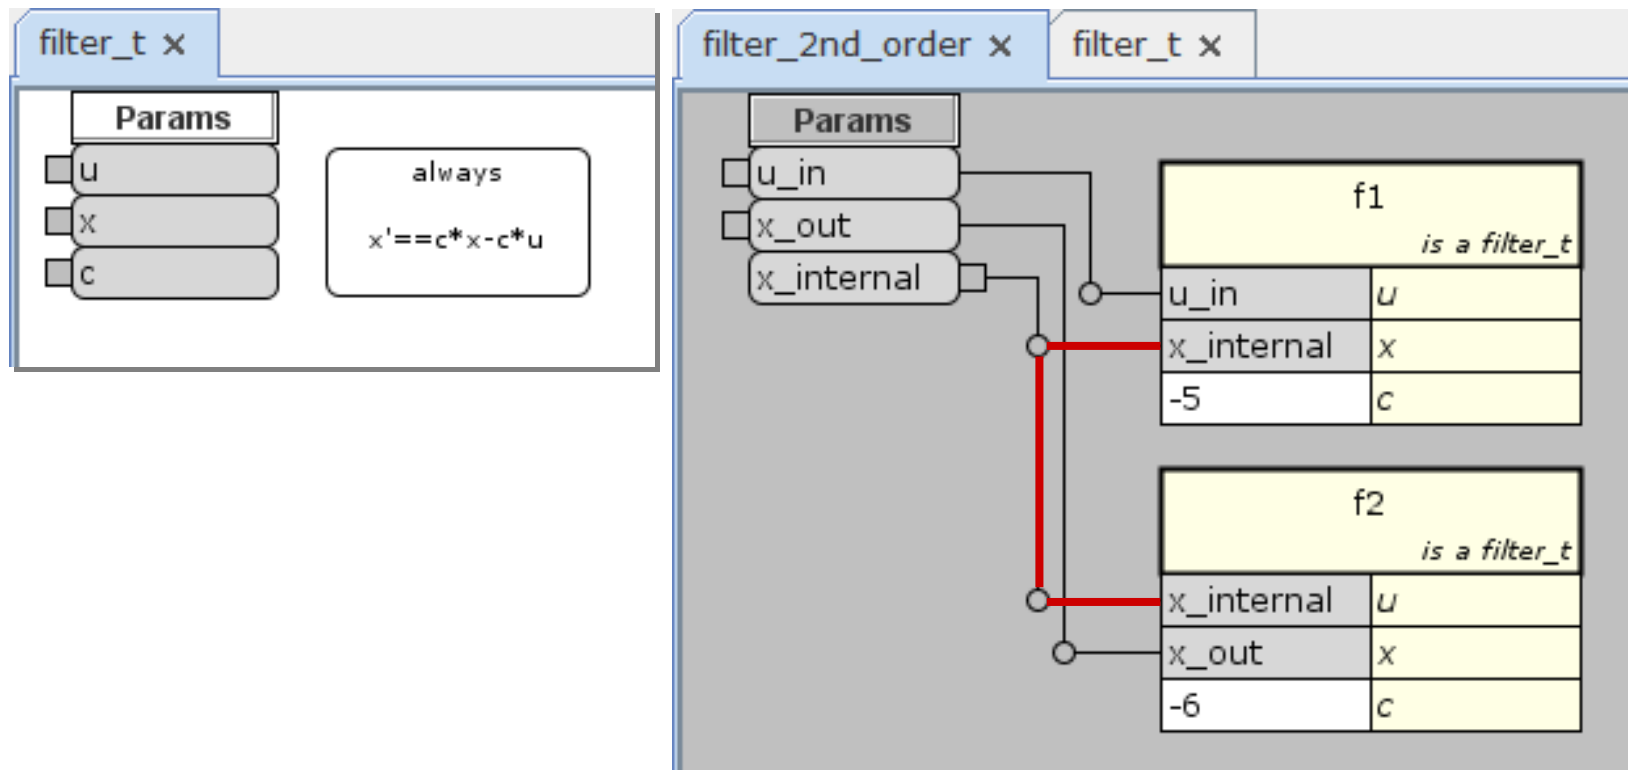 filter_t ×
Params
u
x
c
always
x'==c*x-c*u
filter_2nd_order ×
filter_t ×
Params
u_in
x_out
x_internal
f1
is a filter_t
u_in u
x_internal x
-5 c
f2
is a filter_t
x_internal u
x_out x
-6 c